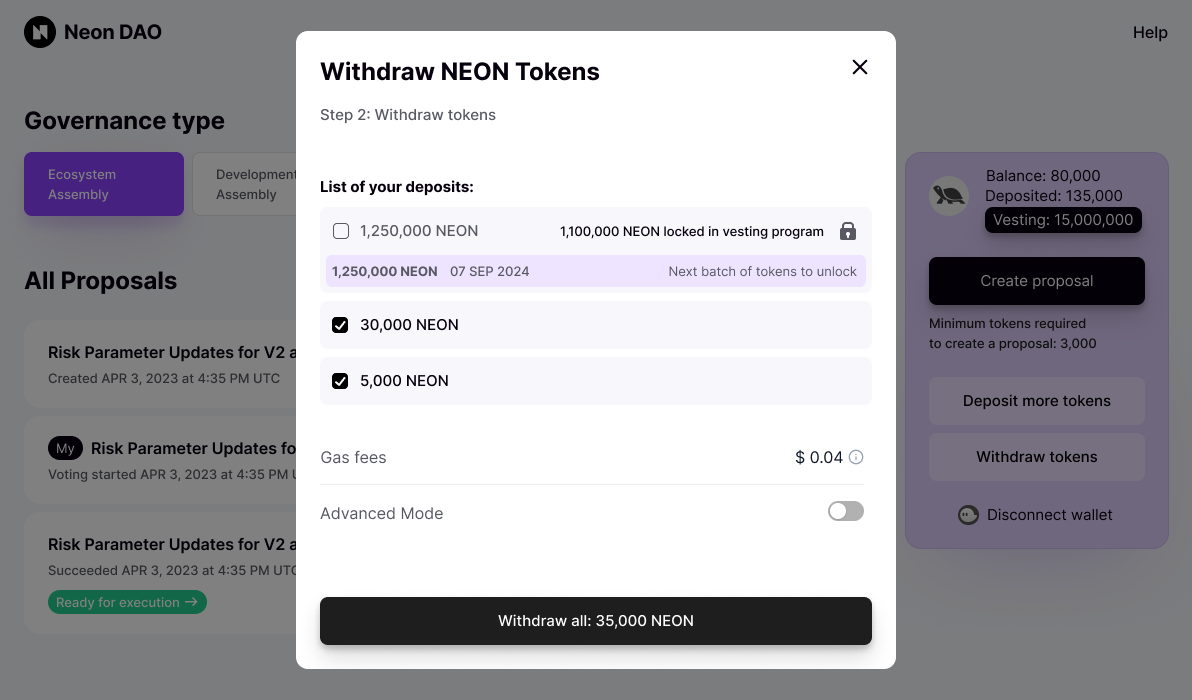 Neon DAO
Help
Governance type
Ecosystem
Assembly
Development
Assembly
All Proposals
Risk Parameter Updates for V2 a
Created APR 3, 2023 at 4:35 PM UTC
My Risk Parameter Updates fo
Voting started APR 3, 2023 at 4:35 PM U
Risk Parameter Updates for V2 a
Succeeded APR 3, 2023 at 4:35 PM UTC
Ready for execution →
Withdraw NEON Tokens
Step 2: Withdraw tokens
List of your deposits:
1,250,000 NEON 1,100,000 NEON locked in vesting program
1,250,000 NEON 07 SEP 2024 Next batch of tokens to unlock
30,000 NEON
5,000 NEON
Gas fees $ 0.04
Advanced Mode
Withdraw all: 35,000 NEON
Balance: 80,000
Deposited: 135,000
Vesting: 15,000,000
Create proposal
Minimum tokens required
to create a proposal: 3,000
Deposit more tokens
Withdraw tokens
Disconnect wallet